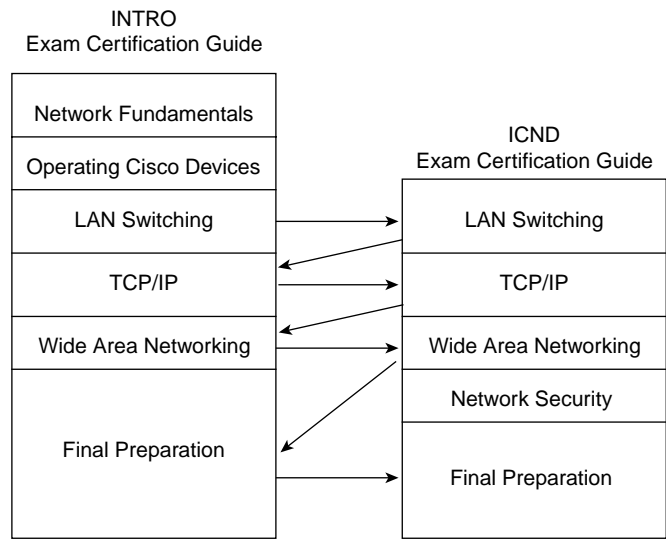 INTRO
Exam Certification Guide
Network Fundamentals
Operating Cisco Devices
LAN Switching
TCP/IP
Wide Area Networking
Final Preparation
ICND
Exam Certification Guide
LAN Switching
TCP/IP
Wide Area Networking
Network Security
Final Preparation